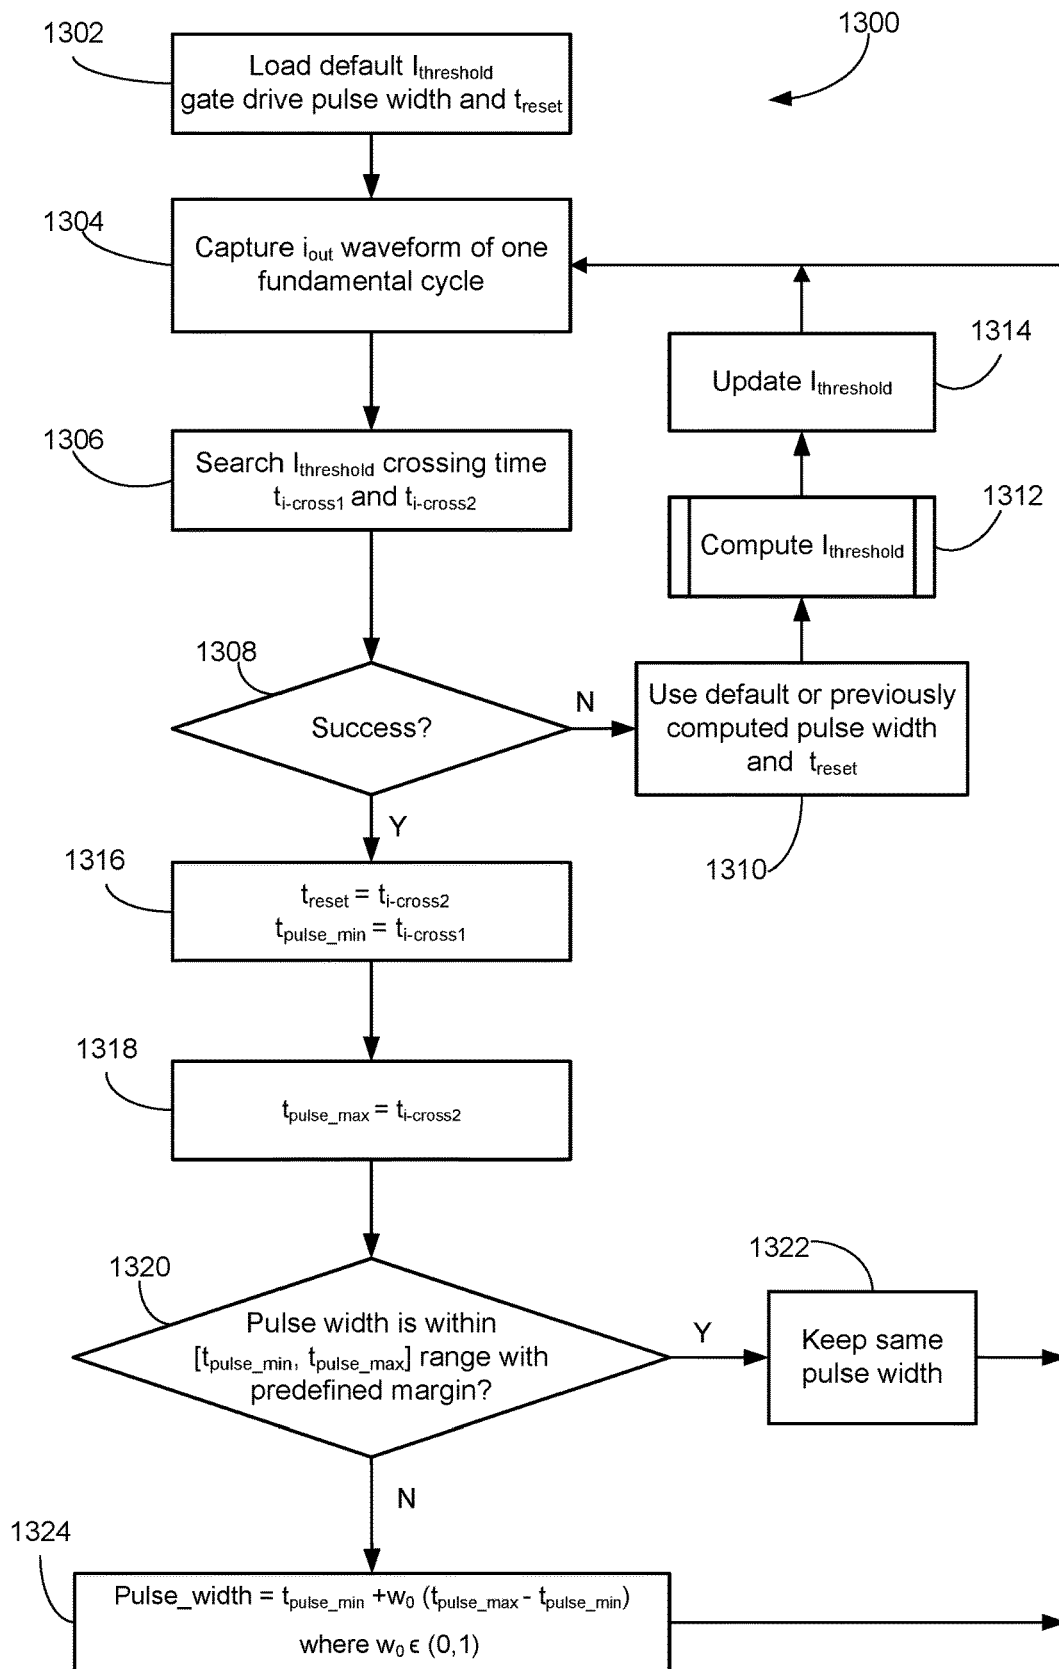 1300
1302
Load default Ithreshold
gate drive pulse width and treset
1304
Capture iout waveform of one
fundamental cycle
1314
Update Ithreshold
1306
Search Ithreshold crossing time
ti-cross1 and ti-cross2
1312
Compute Ithreshold
1308
Success?
N
Use default or previously
computed pulse width
and treset
1310
Y
1316
treset = ti-cross2
tpulse_min = ti-cross1
1318
tpulse_max = ti-cross2
1320
Pulse width is within
[tpulse_min, tpulse_max] range with
predefined margin?
Y
1322
Keep same
pulse width
N
1324
Pulse_width = tpulse_min +w0 (tpulse_max - tpulse_min)
where w0 ϵ (0,1)